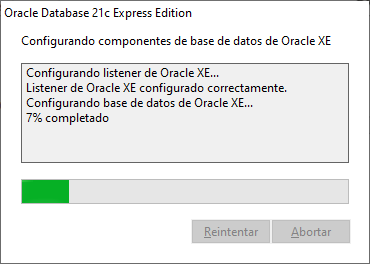 Oracle Database 21c Express Edition
Configurando componentes de base de datos de Oracle XE
Configurando listener de Oracle XE...
Listener de Oracle XE configurado correctamente.
Configurando base de datos de Oracle XE...
7% completado
Reintentar
Abortar